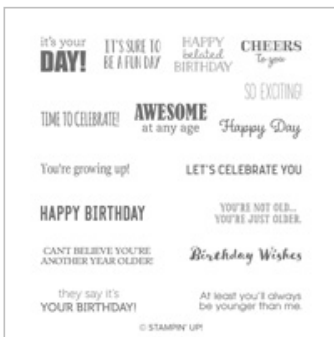 it's your
DAY!
IT'S SURE TO
BE A FUN DAY
HAPPY
belated
BIRTHDAY
CHEERS
To you
SO EXCITING!
TIME TO CELEBRATE!
AWESOME
at any age
Happy Day
You're growing up!
LET'S CELEBRATE YOU
HAPPY BIRTHDAY
YOU'RE NOT OLD...
YOU'RE JUST OLDER.
CAN'T BELIEVE YOU'RE
ANOTHER YEAR OLDER!
Birthday Wishes
they say it's
YOUR BIRTHDAY!
At least you'll always
be younger than me.
© STAMPIN' UP!